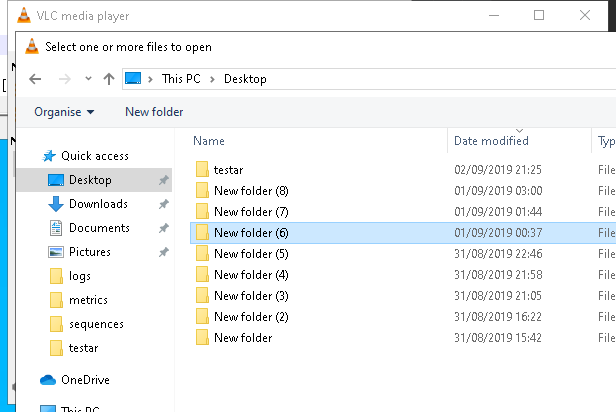 VLC media player
Select one or more files to open
This PC > Desktop
Organise New folder
Name Date modified Typ
Quick access
Desktop
Downloads
Documents
Pictures
logs
metrics
sequences
testar
OneDrive
This PC
testar 02/09/2019 21:25 File
New folder (8) 01/09/2019 03:00 File
New folder (7) 01/09/2019 01:44 File
New folder (6) 01/09/2019 00:37 File
New folder (5) 31/08/2019 22:46 File
New folder (4) 31/08/2019 21:58 File
New folder (3) 31/08/2019 21:05 File
New folder (2) 31/08/2019 16:22 File
New folder 31/08/2019 15:42 File